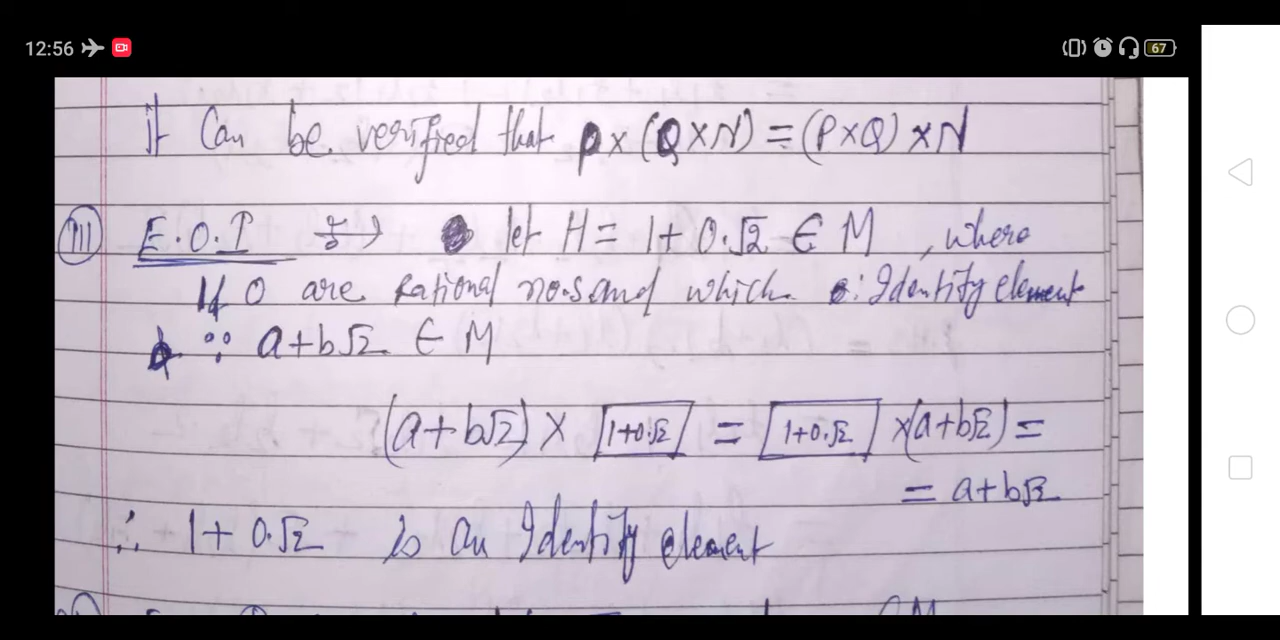 12:56
67
it can be verified that P×(Q×N) = (P×Q)×N
(III) E.O.I → let H = 1+0.√2 ∈ M , where
1, 0 are rational nos. and which is Identity element
∵ a+b√2 ∈ M
(a+b√2) × [1+0.√2] = [1+0.√2] ×(a+b√2) =
= a+b√2
∴ 1+0.√2 is an Identity element